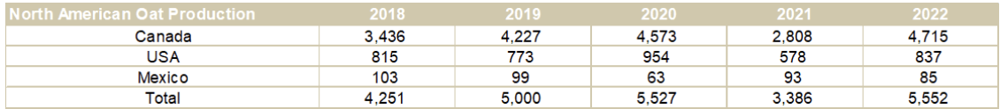 North American Oat Production 2018 2019 2020 2021 2022
Canada 3,436 4,227 4,573 2,808 4,715
USA 815 773 954 578 837
Mexico 103 99 63 93 85
Total 4,251 5,000 5,527 3,386 5,552